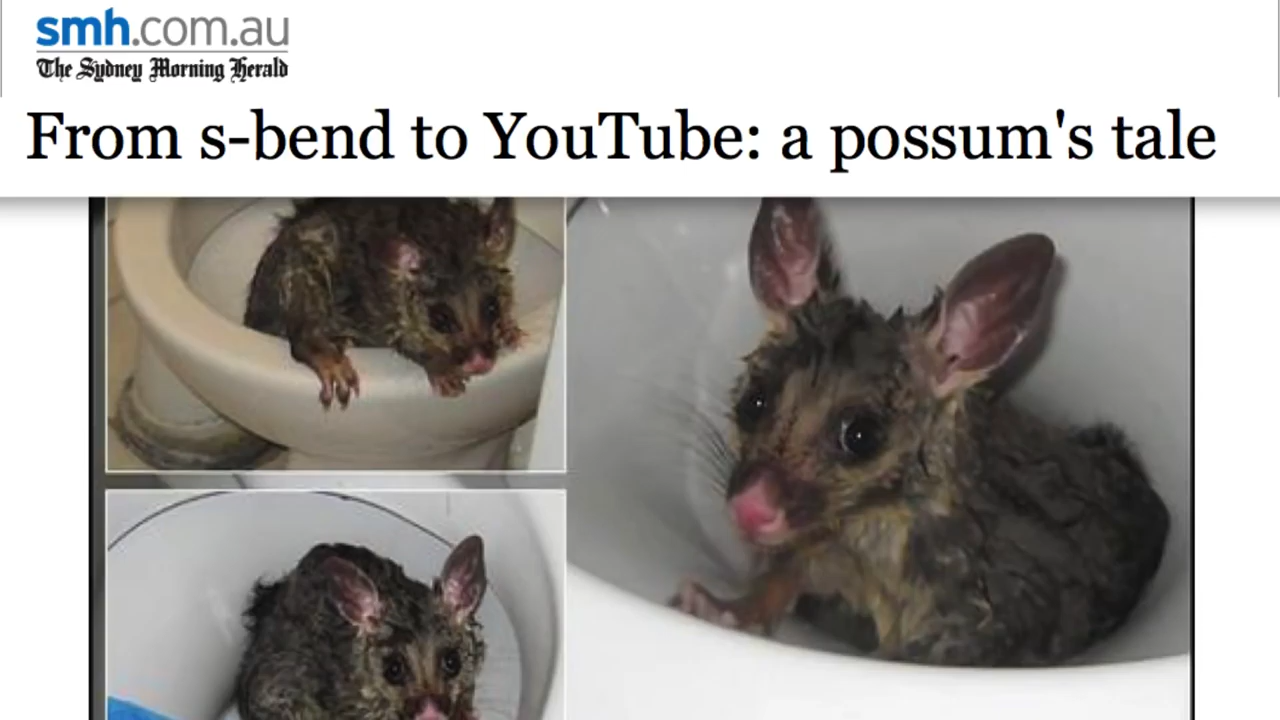 smh.com.au
The Sydney Morning Herald
From s-bend to YouTube: a possum's tale